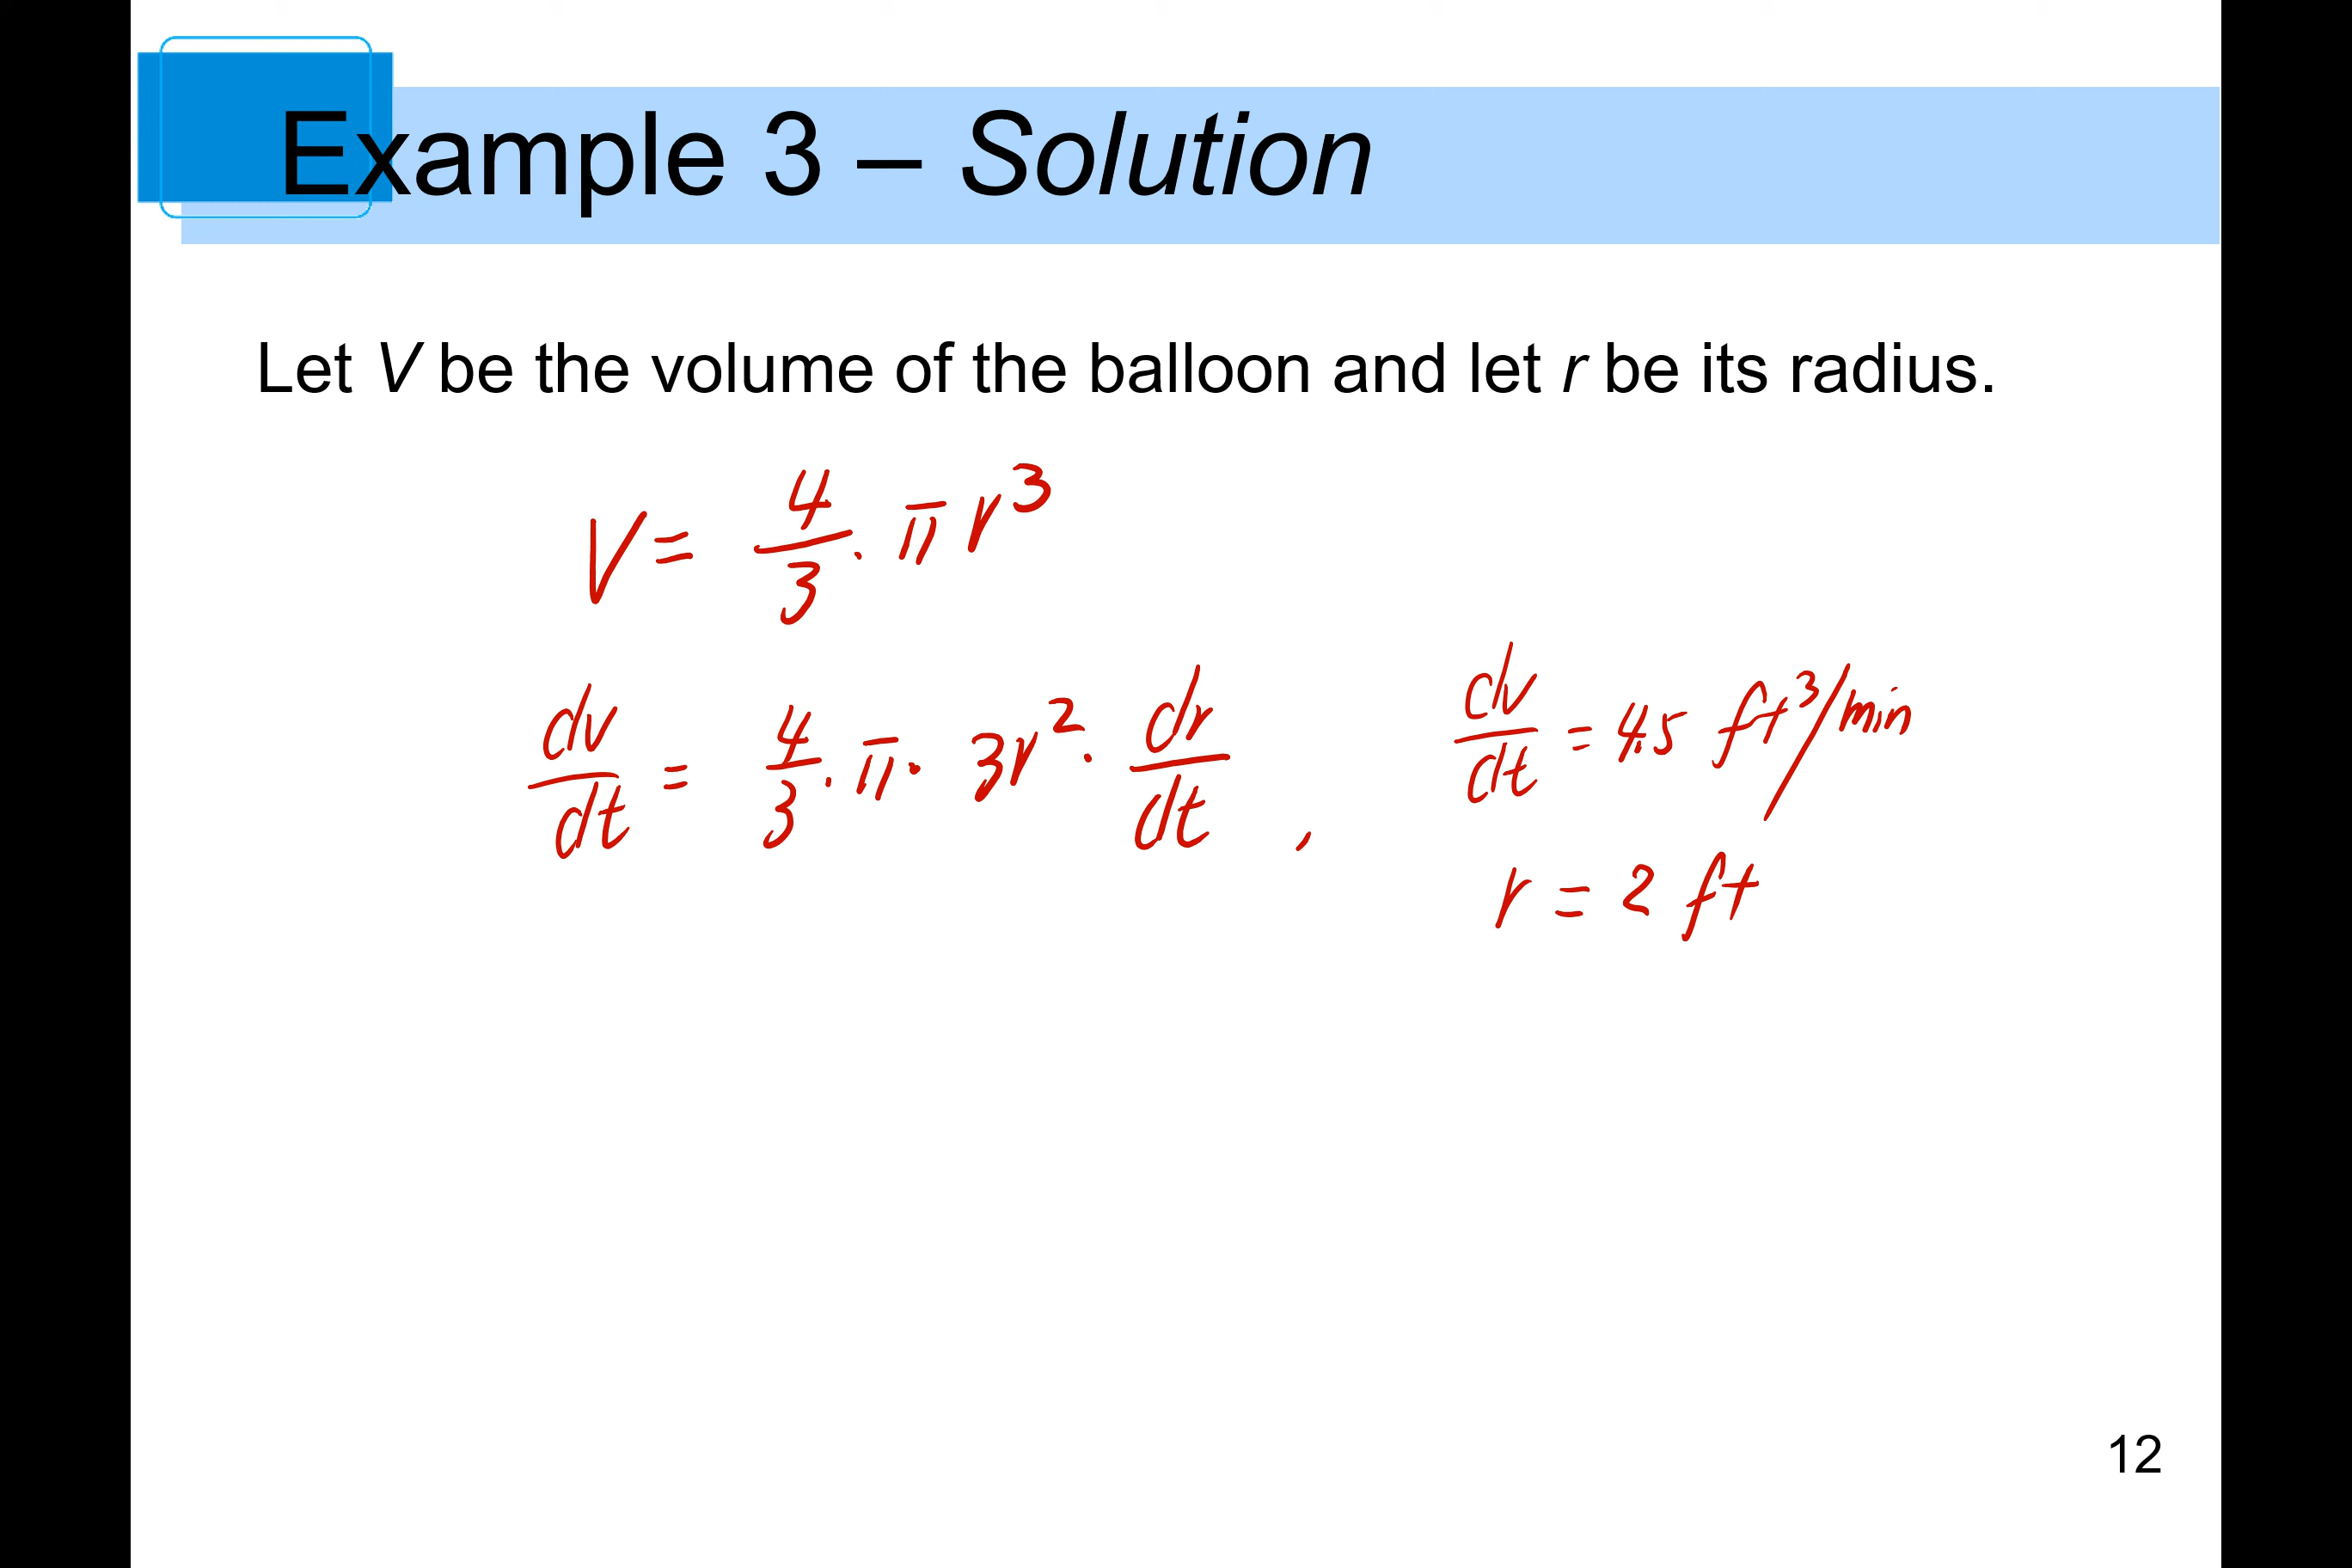 Example 3 – Solution
Let V be the volume of the balloon and let r be its radius.
V = 4/3 · π r³
dv/dt = 4/3 · π · 3r² · dr/dt , dv/dt = 4.5 ft³/min
r = 2 ft
12